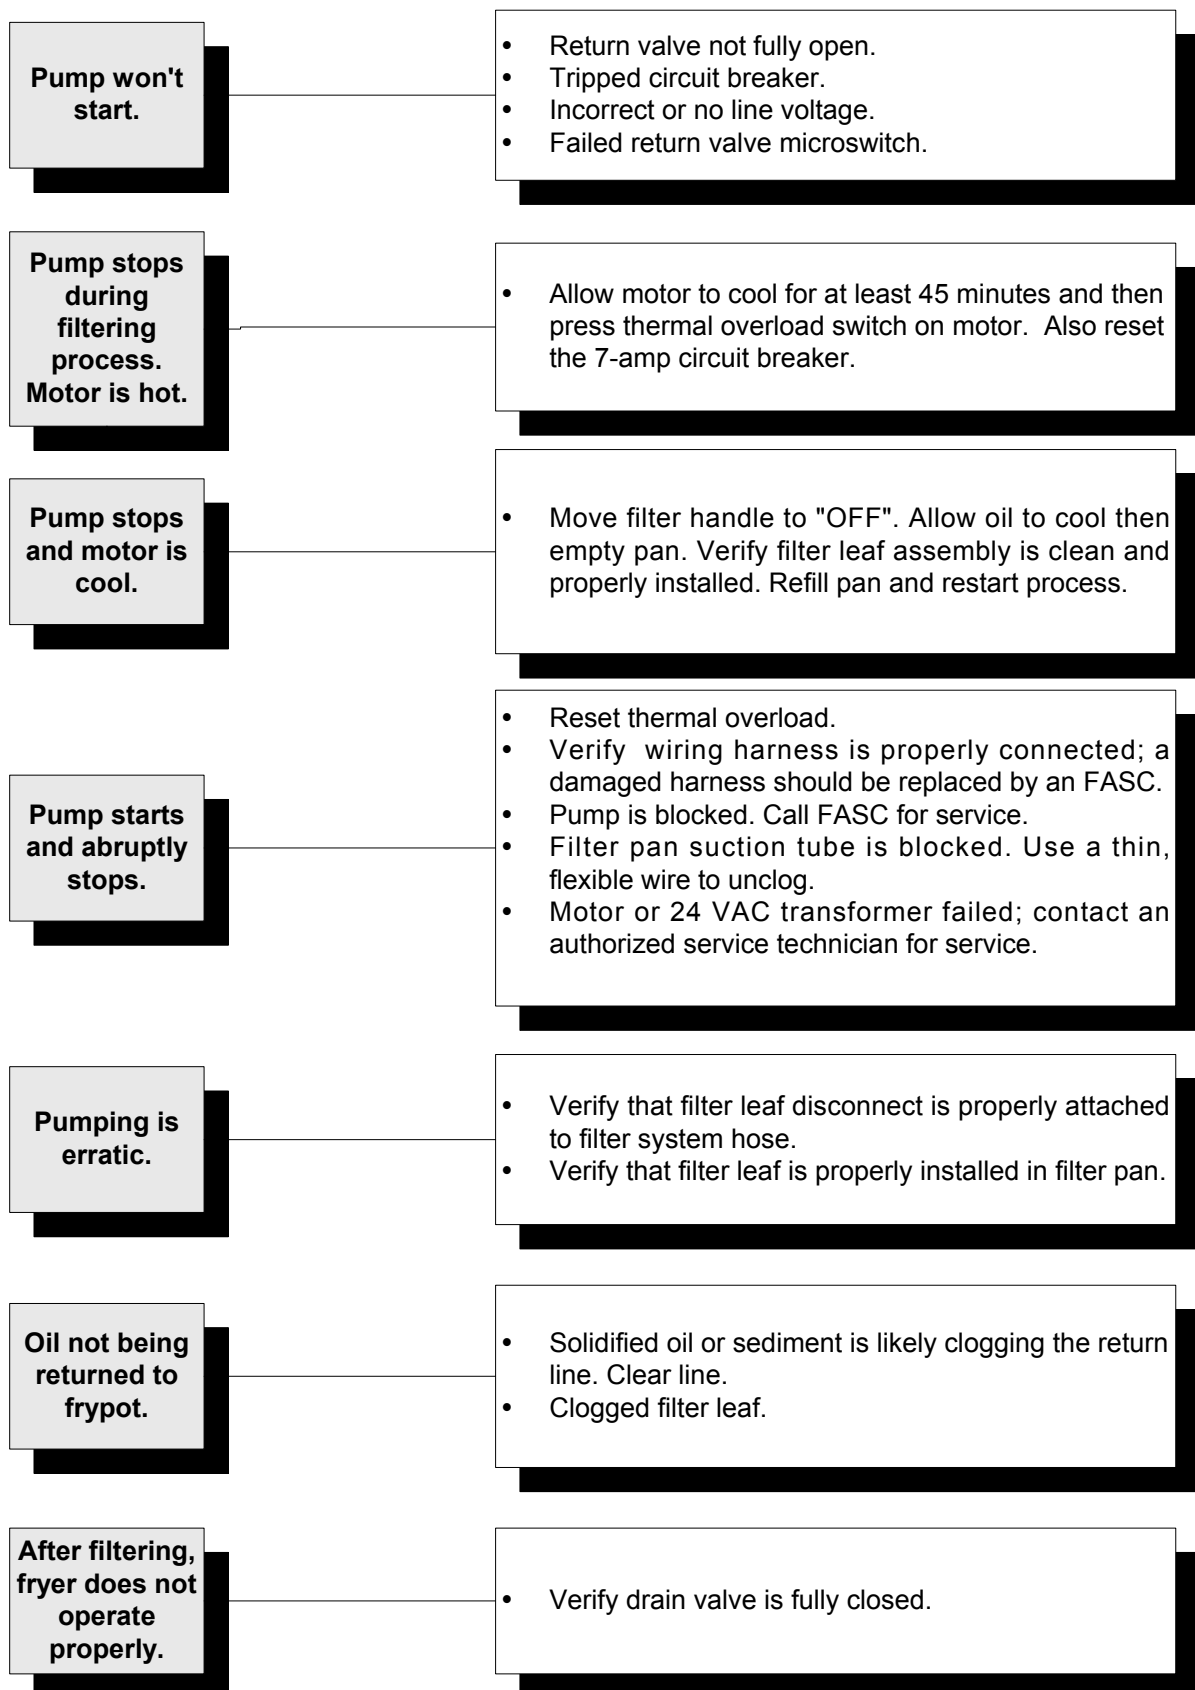 Pump won't
start.
• Return valve not fully open.
• Tripped circuit breaker.
• Incorrect or no line voltage.
• Failed return valve microswitch.
Pump stops
during
filtering
process.
Motor is hot.
• Allow motor to cool for at least 45 minutes and then
press thermal overload switch on motor.  Also reset
the 7-amp circuit breaker.
Pump stops
and motor is
cool.
• Move filter handle to "OFF". Allow oil to cool then
empty pan. Verify filter leaf assembly is clean and
properly installed. Refill pan and restart process.
Pump starts
and abruptly
stops.
• Reset thermal overload.
• Verify  wiring harness is properly connected; a
damaged harness should be replaced by an FASC.
• Pump is blocked. Call FASC for service.
• Filter pan suction tube is blocked. Use a thin,
flexible wire to unclog.
• Motor or 24 VAC transformer failed; contact an
authorized service technician for service.
Pumping is
erratic.
• Verify that filter leaf disconnect is properly attached
to filter system hose.
• Verify that filter leaf is properly installed in filter pan.
Oil not being
returned to
frypot.
• Solidified oil or sediment is likely clogging the return
line. Clear line.
• Clogged filter leaf.
After filtering,
fryer does not
operate
properly.
• Verify drain valve is fully closed.